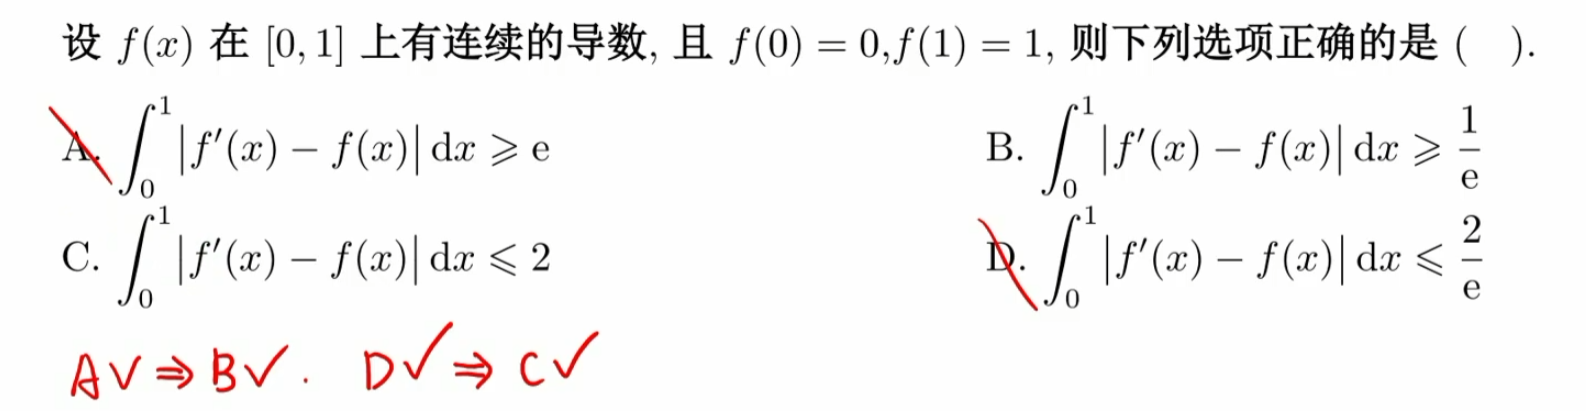 设 f(x) 在 [0, 1] 上有连续的导数, 且 f(0) = 0,f(1) = 1, 则下列选项正确的是 (   ).
A. ∫₀¹ |f′(x) − f(x)| dx ⩾ e B. ∫₀¹ |f′(x) − f(x)| dx ⩾ 1/e
C. ∫₀¹ |f′(x) − f(x)| dx ⩽ 2 D. ∫₀¹ |f′(x) − f(x)| dx ⩽ 2/e
A✓ ⇒ B✓. D✓ ⇒ C✓